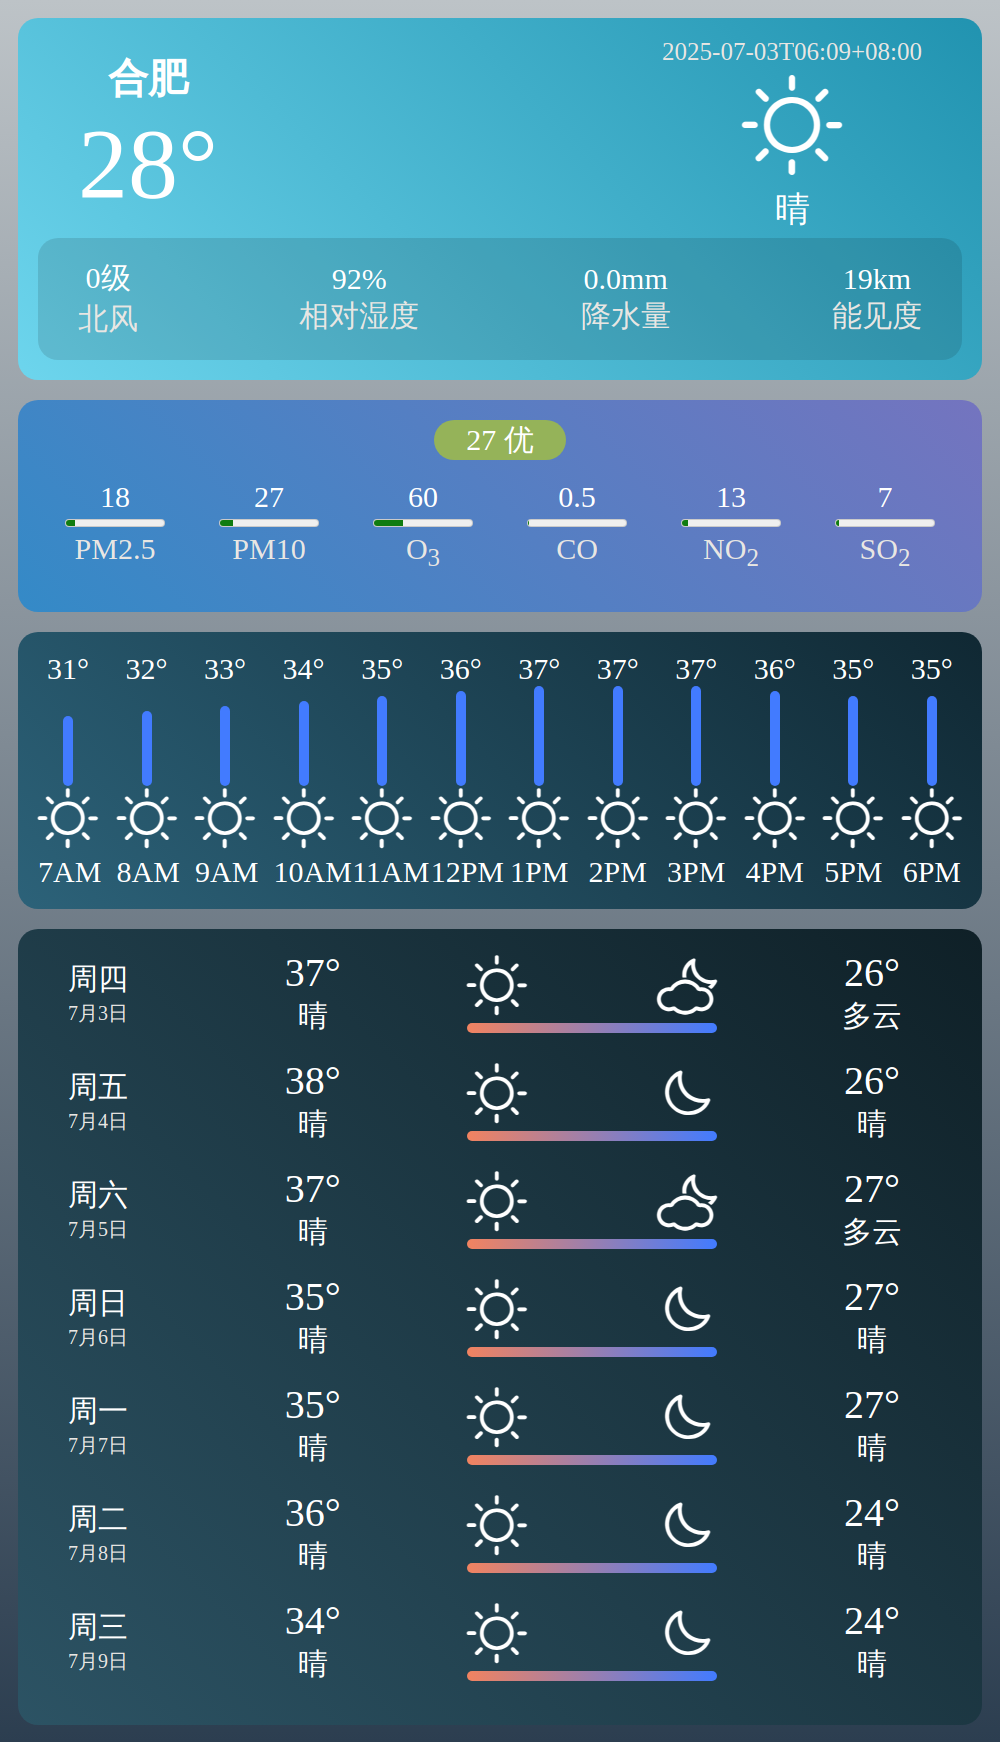 合肥
28°
2025-07-03T06:09+08:00
晴
0级 92% 0.0mm 19km
北风 相对湿度 降水量 能见度
27 优
18 27 60 0.5 13 7
PM2.5 PM10 O3 CO NO2 SO2
31° 32° 33° 34° 35° 36° 37° 37° 37° 36° 35° 35°
7AM 8AM 9AM 10AM 11AM 12PM 1PM 2PM 3PM 4PM 5PM 6PM
周四 37° 26°
7月3日 晴 多云
周五 38° 26°
7月4日 晴 晴
周六 37° 27°
7月5日 晴 多云
周日 35° 27°
7月6日 晴 晴
周一 35° 27°
7月7日 晴 晴
周二 36° 24°
7月8日 晴 晴
周三 34° 24°
7月9日 晴 晴